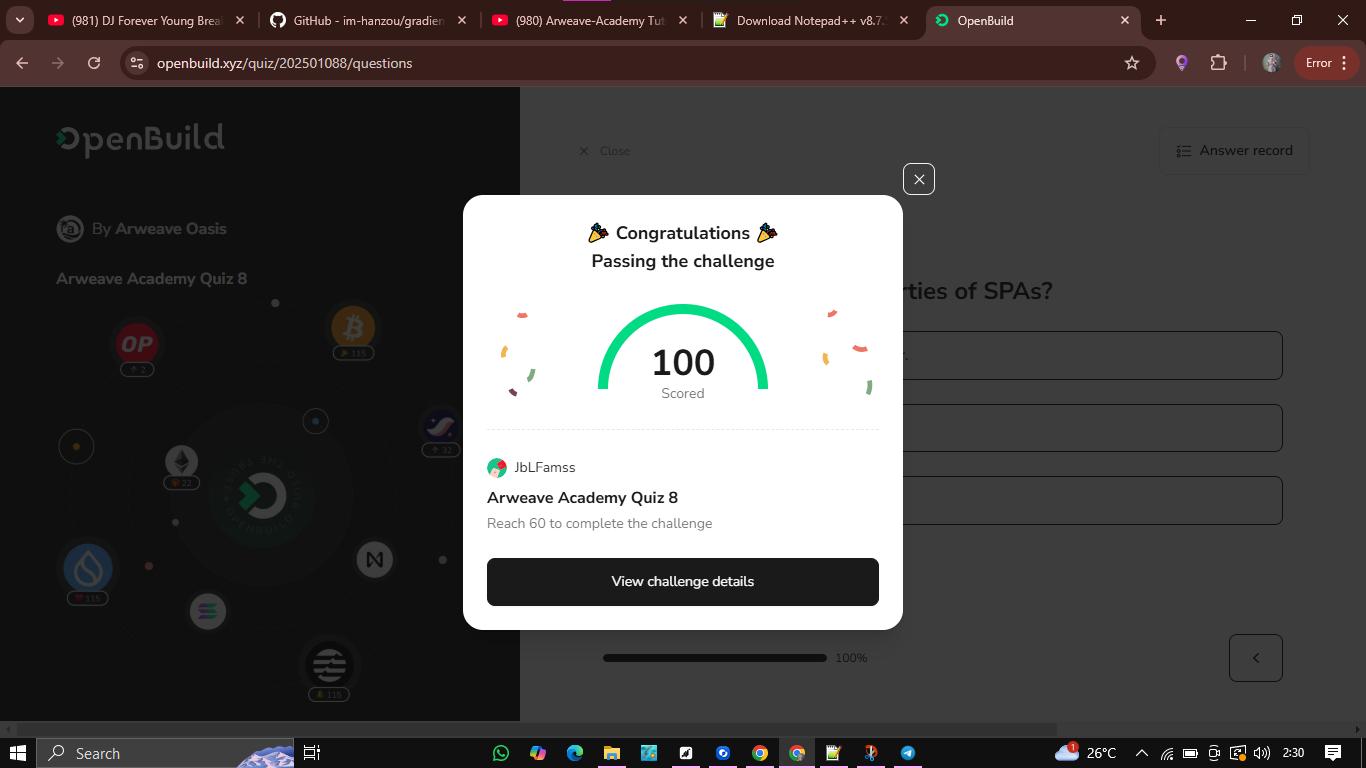 (981) DJ Forever Young Brea
GitHub - im-hanzou/gradien
(980) Arweave-Academy Tut
Download Notepad++ v8.7.
OpenBuild
openbuild.xyz/quiz/202501088/questions
Error
OpenBuild
Close
Answer record
By Arweave Oasis
Arweave Academy Quiz 8
rties of SPAs?
OP
2
115
32
22
115
115
🎉 Congratulations 🎉
Passing the challenge
100
Scored
JbLFamss
Arweave Academy Quiz 8
Reach 60 to complete the challenge
View challenge details
100%
Search
1
26°C
2:30